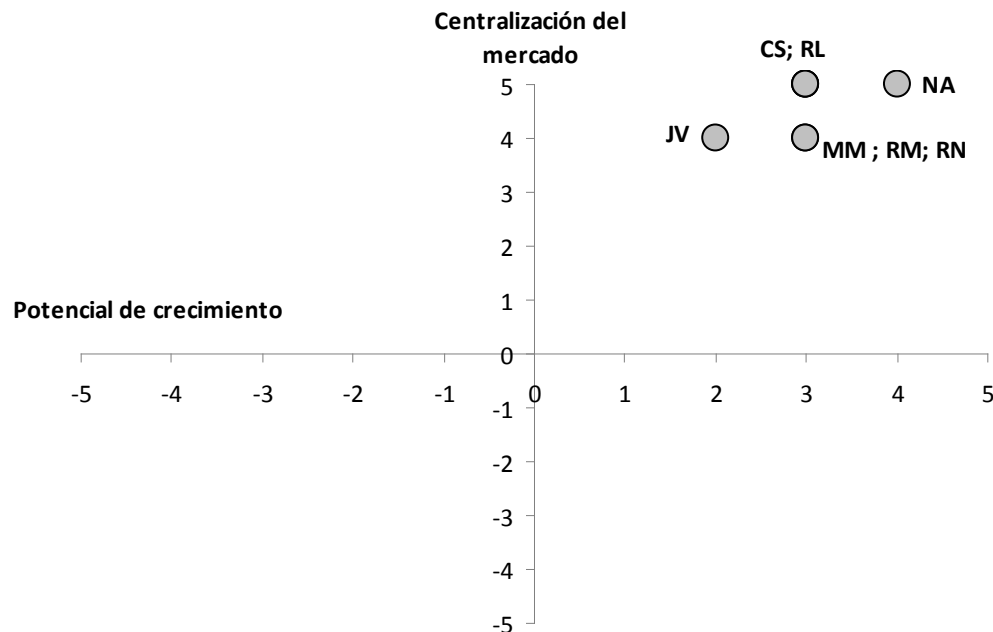 Centralización del
mercado
CS; RL
5
NA
JV
4
MM ; RM; RN
3
2
1
Potencial de crecimiento
0
-5 -4 -3 -2 -1 0 1 2 3 4 5
-1
-2
-3
-4
-5